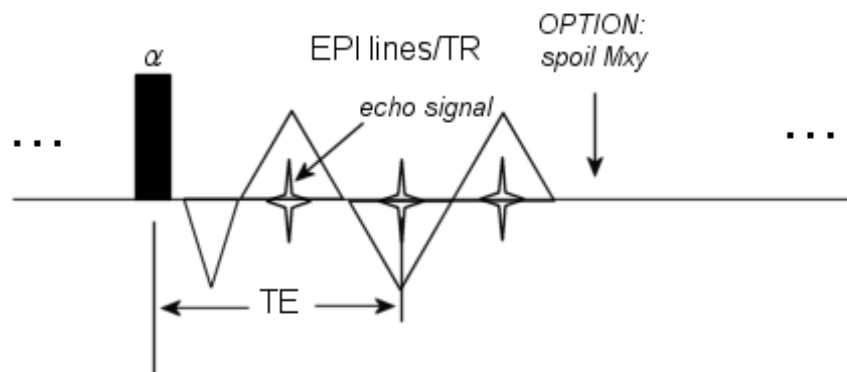 OPTION:
spoil Mxy
EPI lines/TR
α
echo signal
... ...
TE